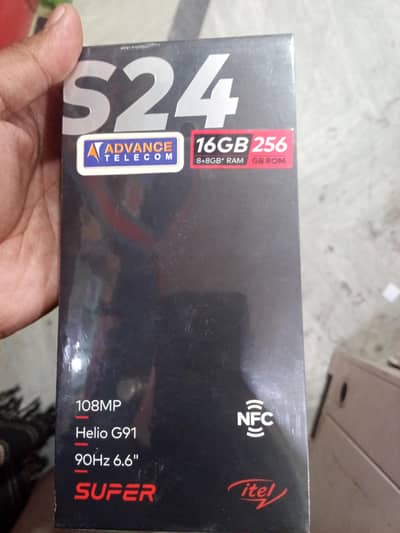 S24
ADVANCE
TELECOM
16GB 256
8+8GB* RAM GB ROM
108MP
Helio G91
90Hz 6.6"
NFC
SUPER
itel